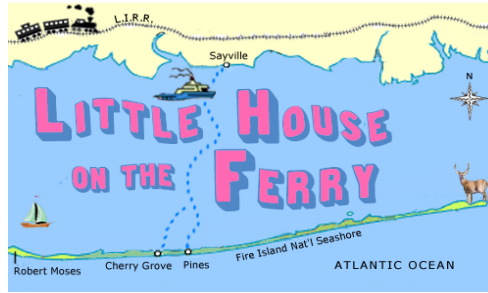 L.I.R.R.
Sayville
N
LITTLE HOUSE
ON THE FERRY
Fire Island Nat'l Seashore
Robert Moses
Cherry Grove
Pines
ATLANTIC OCEAN